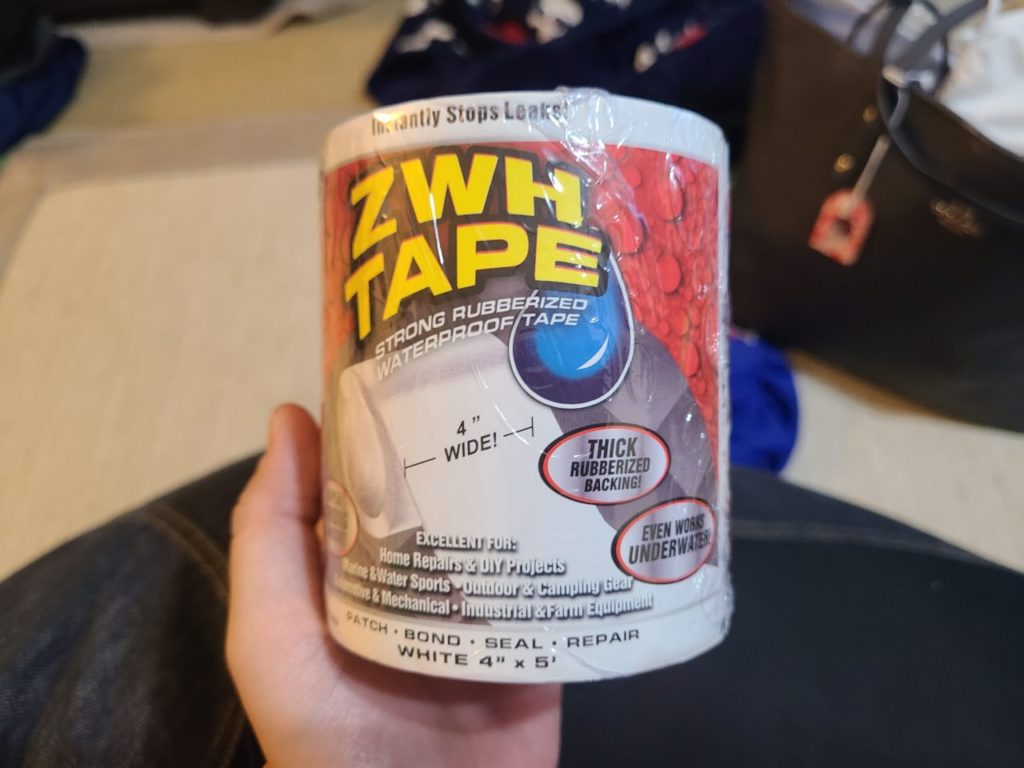 Instantly Stops Leaks!
ZWH
TAPE
STRONG RUBBERIZED
WATERPROOF TAPE
4"
WIDE!
THICK
RUBBERIZED
BACKING!
EVEN WORKS
UNDERWATER!
EXCELLENT FOR:
Home Repairs & DIY Projects
Marine & Water Sports • Outdoor & Camping Gear
Automotive & Mechanical • Industrial & Farm Equipment
PATCH • BOND • SEAL • REPAIR
WHITE 4" x 5'